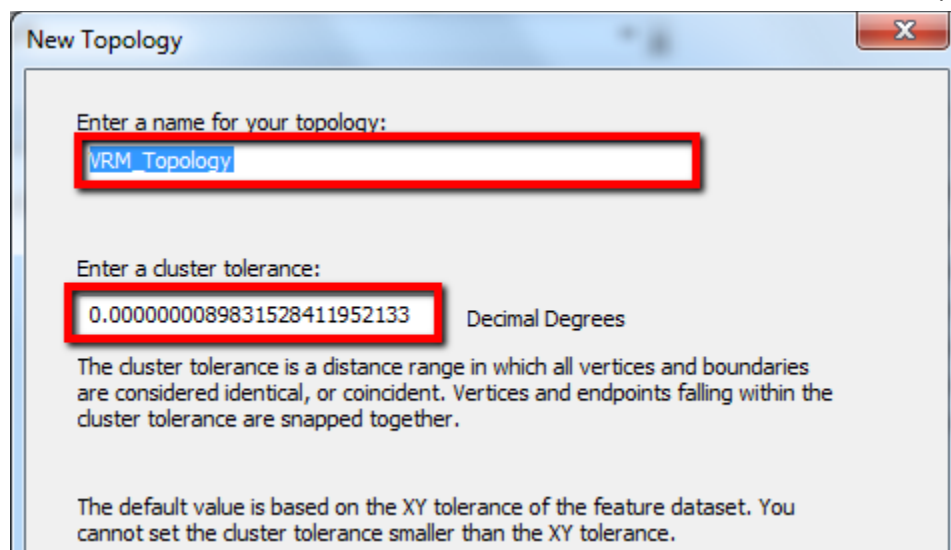 New Topology
Enter a name for your topology:
VRM_Topology
Enter a cluster tolerance:
0.0000000089831528411952133 Decimal Degrees
The cluster tolerance is a distance range in which all vertices and boundaries
are considered identical, or coincident. Vertices and endpoints falling within the
cluster tolerance are snapped together.
The default value is based on the XY tolerance of the feature dataset. You
cannot set the cluster tolerance smaller than the XY tolerance.